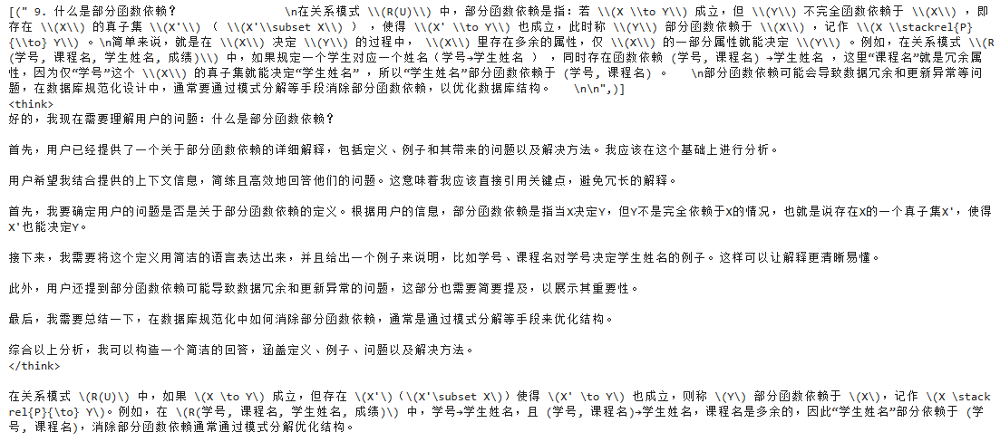 [(" 9. 什么是部分函数依赖？                \n在关系模式 \\(R(U)\\) 中，部分函数依赖是指：若 \\(X \\to Y\\) 成立，但 \\(Y\\) 不完全函数依赖于 \\(X\\) ，即
存在 \\(X\\) 的真子集 \\(X'\\) （ \\(X'\\subset X\\) ） ，使得 \\(X' \\to Y\\) 也成立，此时称 \\(Y\\) 部分函数依赖于 \\(X\\) ，记作 \\(X \\stackrel{P}
{\\to} Y\\) 。\n简单来说，就是在 \\(X\\) 决定 \\(Y\\) 的过程中， \\(X\\) 里存在多余的属性，仅 \\(X\\) 的一部分属性就能决定 \\(Y\\) 。例如，在关系模式 \\(R
(学号, 课程名, 学生姓名, 成绩)\\) 中，如果规定一个学生对应一个姓名（学号→学生姓名 ） ，同时存在函数依赖 (学号, 课程名) →学生姓名 ，这里“课程名”就是冗余属
性，因为仅“学号”这个 \\(X\\) 的真子集就能决定“学生姓名” ，所以“学生姓名”部分函数依赖于 (学号, 课程名) 。   \n部分函数依赖可能会导致数据冗余和更新异常等问
题，在数据库规范化设计中，通常要通过模式分解等手段消除部分函数依赖，以优化数据库结构。   \n\n",)]
<think>
好的，我现在需要理解用户的问题：什么是部分函数依赖？
首先，用户已经提供了一个关于部分函数依赖的详细解释，包括定义、例子和其带来的问题以及解决方法。我应该在这个基础上进行分析。
用户希望我结合提供的上下文信息，简练且高效地回答他们的问题。这意味着我应该直接引用关键点，避免冗长的解释。
首先，我要确定用户的问题是否是关于部分函数依赖的定义。根据用户的信息，部分函数依赖是指当X决定Y，但Y不是完全依赖于X的情况，也就是说存在X的一个真子集X'，使得
X'也能决定Y。
接下来，我需要将这个定义用简洁的语言表达出来，并且给出一个例子来说明，比如学号、课程名对学号决定学生姓名的例子。这样可以让解释更清晰易懂。
此外，用户还提到部分函数依赖可能导致数据冗余和更新异常的问题，这部分也需要简要提及，以展示其重要性。
最后，我需要总结一下，在数据库规范化中如何消除部分函数依赖，通常是通过模式分解等手段来优化结构。
综合以上分析，我可以构造一个简洁的回答，涵盖定义、例子、问题以及解决方法。
</think>
在关系模式 \(R(U)\) 中，如果 \(X \to Y\) 成立，但存在 \(X'\)（\(X'\subset X\)）使得 \(X' \to Y\) 也成立，则称 \(Y\) 部分函数依赖于 \(X\)，记作 \(X \stack
rel{P}{\to} Y\)。例如，在 \(R(学号, 课程名, 学生姓名, 成绩)\) 中，学号→学生姓名，且 (学号, 课程名)→学生姓名，课程名是多余的，因此“学生姓名”部分依赖于 (学
号, 课程名)，消除部分函数依赖通常通过模式分解优化结构。